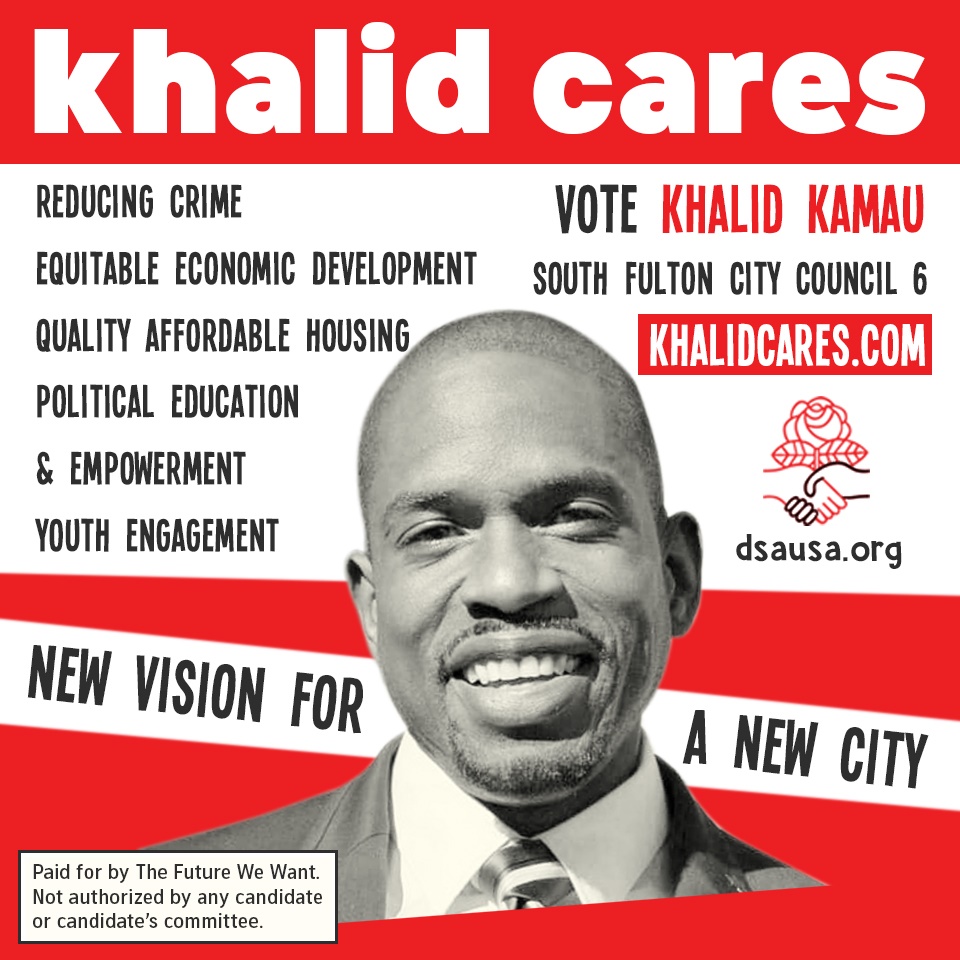 khalid cares
REDUCING CRIME
EQUITABLE ECONOMIC DEVELOPMENT
QUALITY AFFORDABLE HOUSING
POLITICAL EDUCATION
& EMPOWERMENT
YOUTH ENGAGEMENT
VOTE KHALID KAMAU
SOUTH FULTON CITY COUNCIL 6
KHALIDCARES.COM
dsausa.org
NEW VISION FOR
A NEW CITY
Paid for by The Future We Want.
Not authorized by any candidate
or candidate's committee.